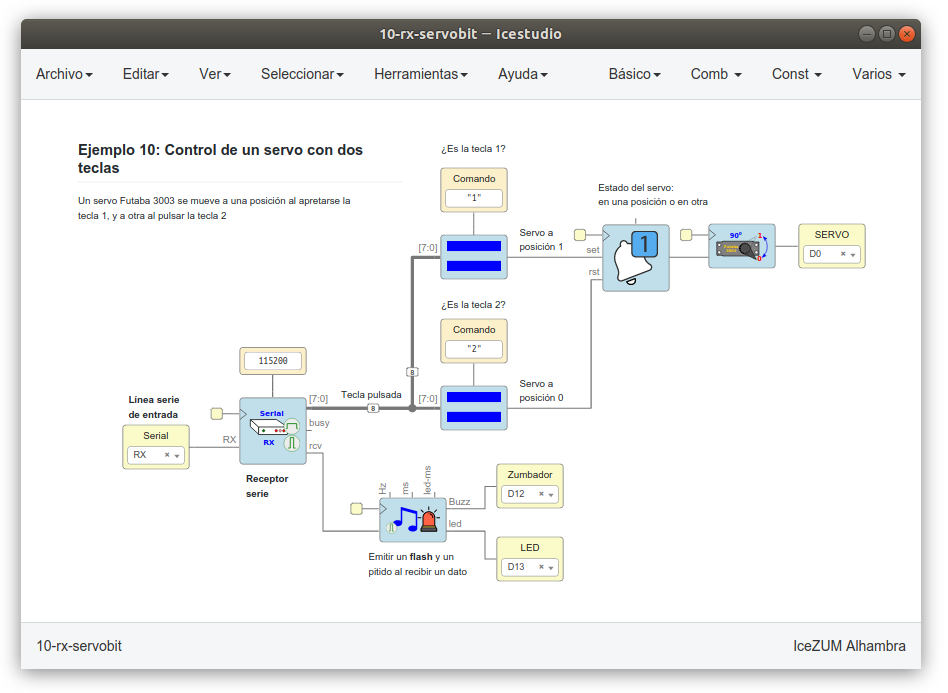 10-rx-servobit — Icestudio
Archivo
Editar
Ver
Seleccionar
Herramientas
Ayuda
Básico
Comb
Const
Varios
Ejemplo 10: Control de un servo con dos
teclas
Un servo Futaba 3003 se mueve a una posición al apretarse la
tecla 1, y a otra al pulsar la tecla 2
¿Es la tecla 1?
Comando
"1"
[7:0]
Servo a
posición 1
Estado del servo:
en una posición o en otra
set
rst
1
90º
Futaba
3003
1
0
SERVO
D0
¿Es la tecla 2?
Comando
"2"
[7:0]
Servo a
posición 0
8
Tecla pulsada
8
115200
Línea serie
de entrada
Serial
RX
RX
Serial
RX
[7:0]
busy
rcv
Receptor
serie
Hz
ms
led-ms
Buzz
led
Emitir un flash y un
pitido al recibir un dato
Zumbador
D12
LED
D13
10-rx-servobit
IceZUM Alhambra